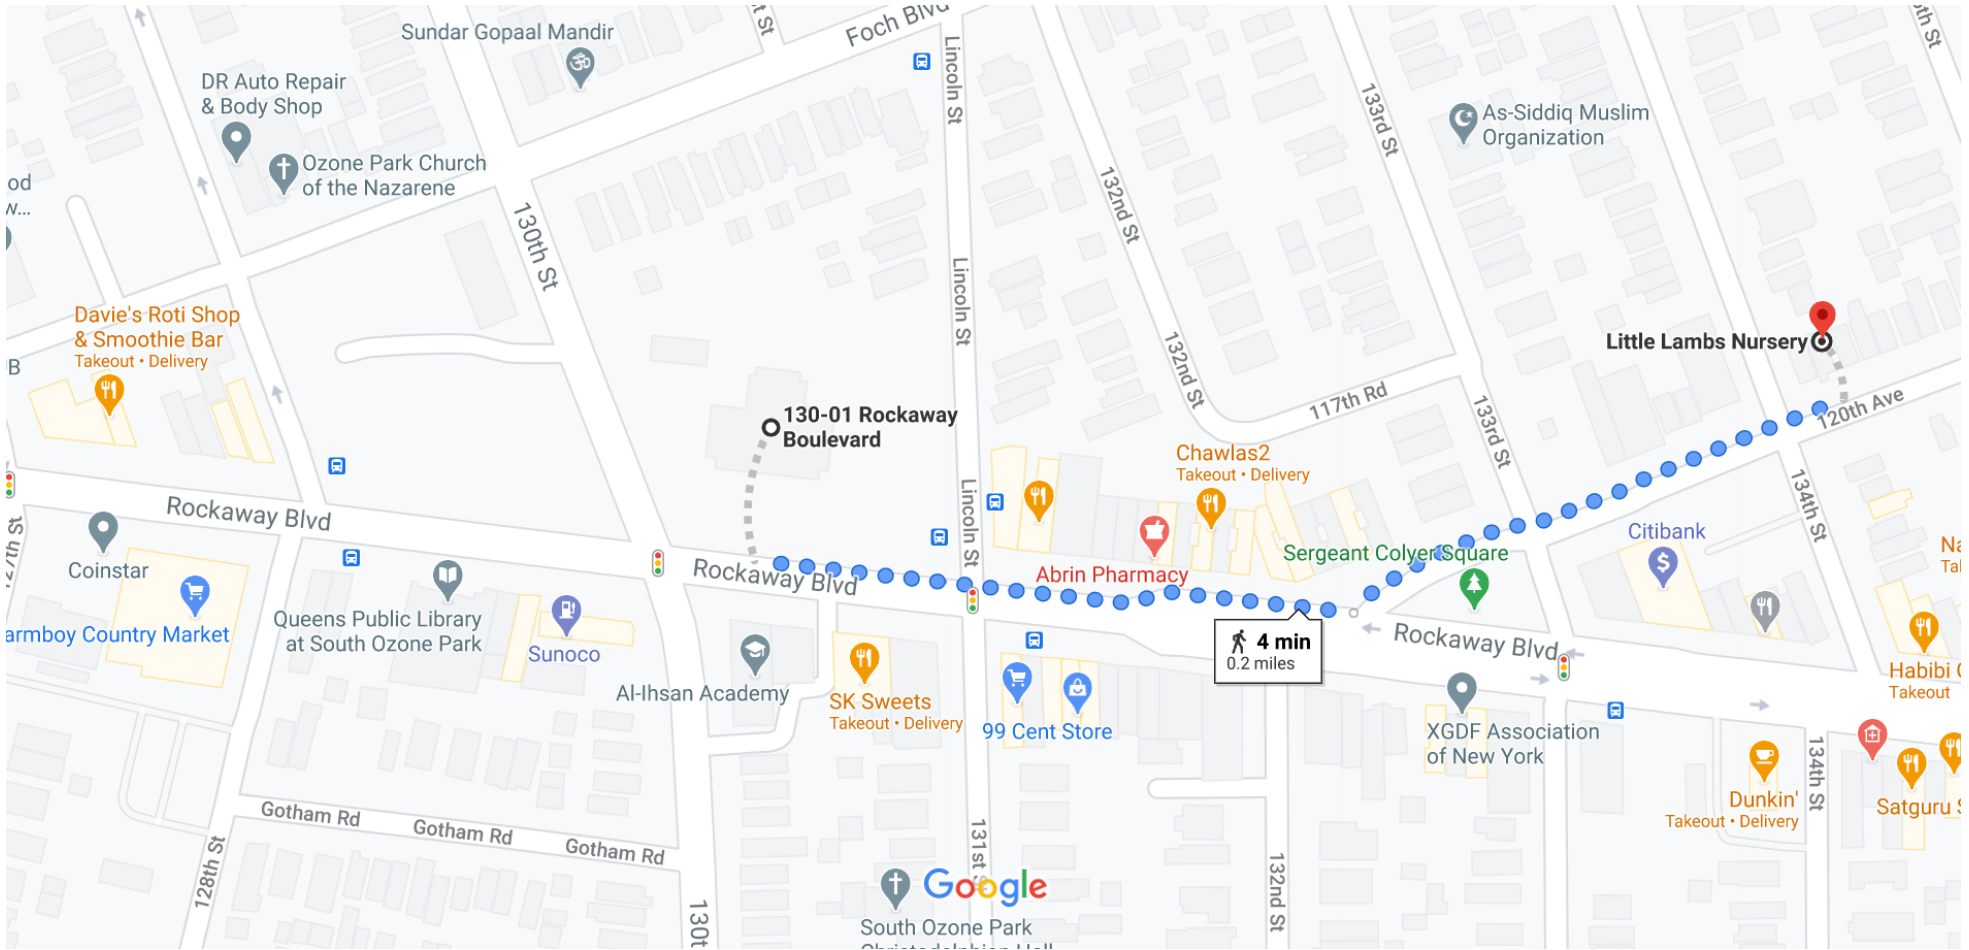 Sundar Gopaal Mandir
Foch Blvd
Lincoln St
DR Auto Repair
& Body Shop
Ozone Park Church
of the Nazarene
133rd St
As-Siddiq Muslim
Organization
132nd St
130th St
Lincoln St
Davie's Roti Shop
& Smoothie Bar
Takeout • Delivery
Little Lambs Nursery
132nd St
117th Rd
133rd St
120th Ave
130-01 Rockaway
Boulevard
Chawlas2
Takeout • Delivery
Lincoln St
134th St
Rockaway Blvd
127th St
Coinstar
Citibank
Sergeant Colyer Square
Abrin Pharmacy
Rockaway Blvd
Queens Public Library
at South Ozone Park
armboy Country Market
Sunoco
4 min
0.2 miles
Rockaway Blvd
Habibi
Takeout
Al-Ihsan Academy
SK Sweets
Takeout • Delivery
99 Cent Store
XGDF Association
of New York
134th St
Dunkin'
Takeout • Delivery
Satguru S
Gotham Rd
Gotham Rd
Gotham Rd
128th St
131st S
132nd St
130t
Google
South Ozone Park
Christadelphian Hall